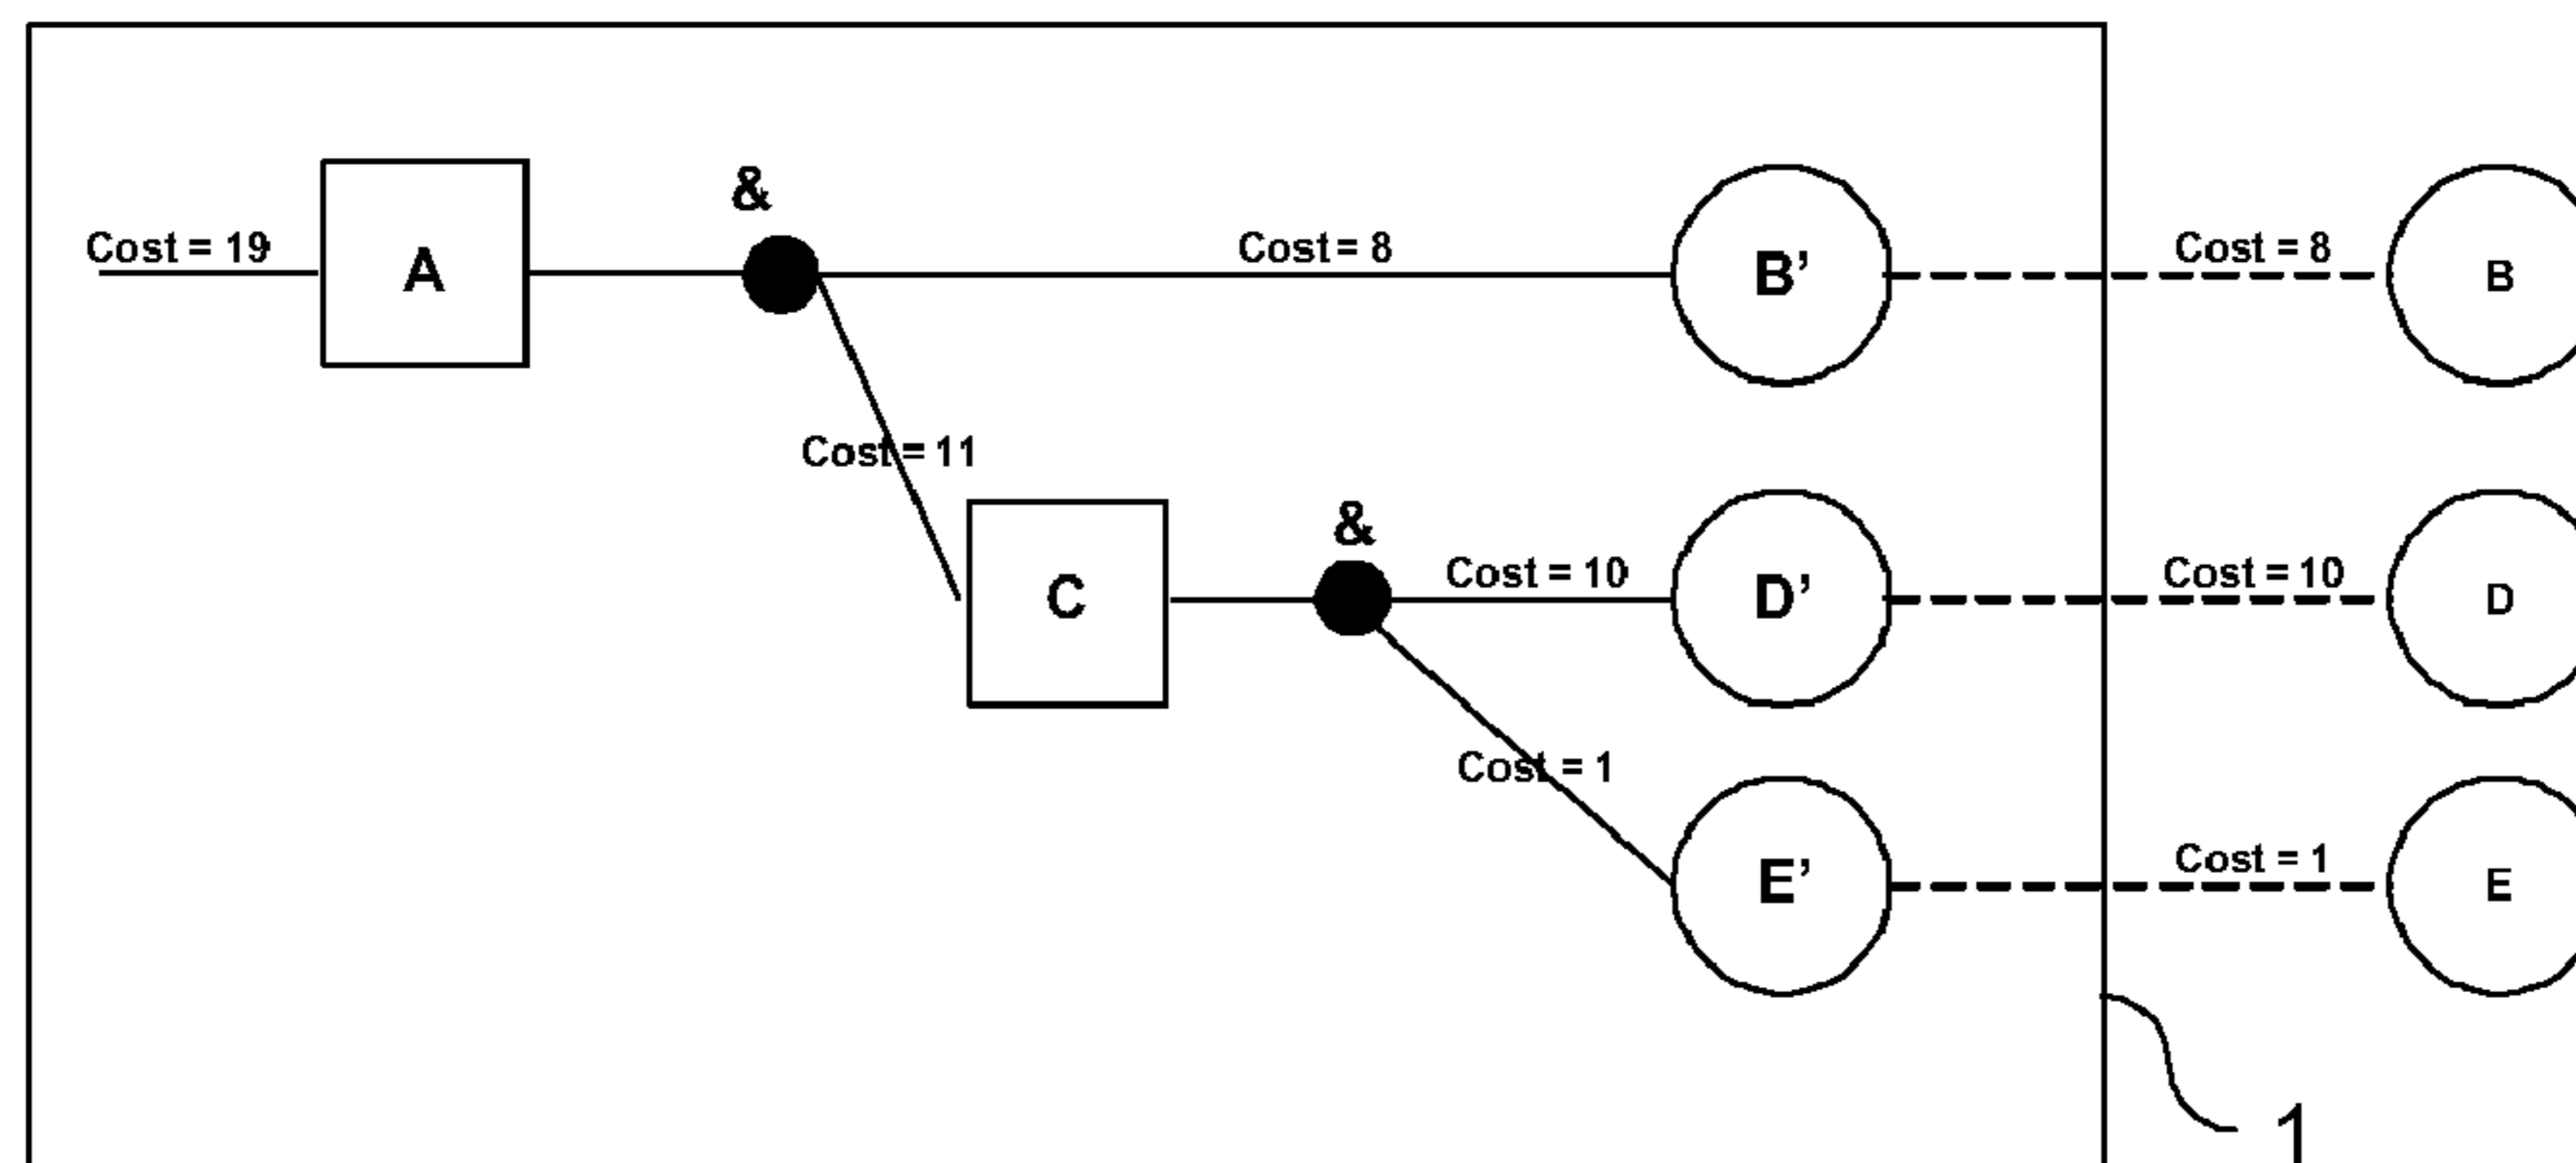 &
Cost = 19
A
Cost = 8
B’
Cost = 8
B
Cost = 11
&
C
Cost = 10
D’
Cost = 10
D
Cost = 1
E’
Cost = 1
E
1